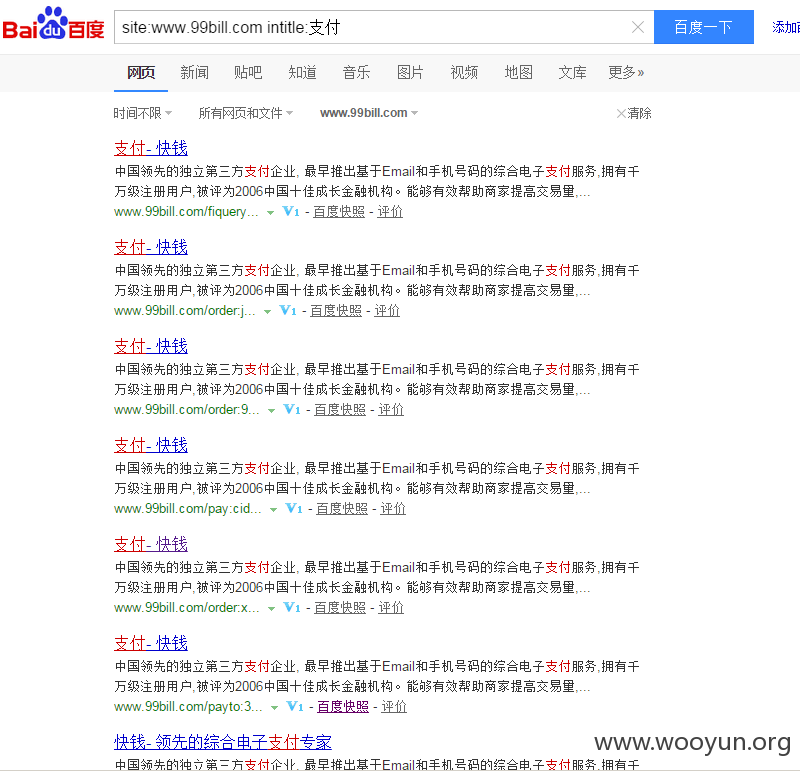 Bai du 百度
site:www.99bill.com intitle:支付
百度一下
添加百
网页 新闻 贴吧 知道 音乐 图片 视频 地图 文库 更多»
时间不限 所有网页和文件 www.99bill.com 清除
支付- 快钱
中国领先的独立第三方支付企业, 最早推出基于Email和手机号码的综合电子支付服务,拥有千
万级注册用户,被评为2006中国十佳成长金融机构。能够有效帮助商家提高交易量,...
www.99bill.com/fiquery... V1 - 百度快照 - 评价
支付- 快钱
中国领先的独立第三方支付企业, 最早推出基于Email和手机号码的综合电子支付服务,拥有千
万级注册用户,被评为2006中国十佳成长金融机构。能够有效帮助商家提高交易量,...
www.99bill.com/order:j... V1 - 百度快照 - 评价
支付- 快钱
中国领先的独立第三方支付企业, 最早推出基于Email和手机号码的综合电子支付服务,拥有千
万级注册用户,被评为2006中国十佳成长金融机构。能够有效帮助商家提高交易量,...
www.99bill.com/order:9... V1 - 百度快照 - 评价
支付- 快钱
中国领先的独立第三方支付企业, 最早推出基于Email和手机号码的综合电子支付服务,拥有千
万级注册用户,被评为2006中国十佳成长金融机构。能够有效帮助商家提高交易量,...
www.99bill.com/pay:cid... V1 - 百度快照 - 评价
支付- 快钱
中国领先的独立第三方支付企业, 最早推出基于Email和手机号码的综合电子支付服务,拥有千
万级注册用户,被评为2006中国十佳成长金融机构。能够有效帮助商家提高交易量,...
www.99bill.com/order:x... V1 - 百度快照 - 评价
支付- 快钱
中国领先的独立第三方支付企业, 最早推出基于Email和手机号码的综合电子支付服务,拥有千
万级注册用户,被评为2006中国十佳成长金融机构。能够有效帮助商家提高交易量,...
www.99bill.com/payto:3... V1 - 百度快照 - 评价
快钱- 领先的综合电子支付专家
www.wooyun.org
中国领先的独立第三方支付企业, 最早推出基于Email和手机号码的综合电子支付服务,拥有千